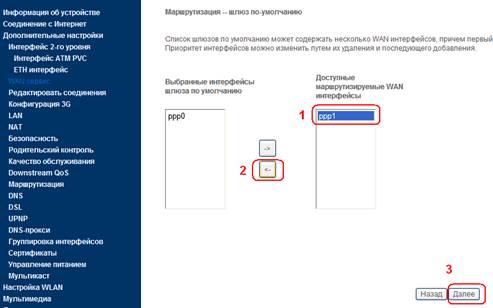 Информация об устройстве
Соединение с Интернет
Дополнительные настройки
Интерфейс 2-го уровня
Интерфейс ATM PVC
ETH интерфейс
WAN сервис
Редактировать соединения
Конфигурация 3G
LAN
NAT
Безопасность
Родительский контроль
Качество обслуживания
Downstream QoS
Маршрутизация
DNS
DSL
UPNP
DNS-прокси
Группировка интерфейсов
Сертификаты
Управление питанием
Мультикаст
Настройка WLAN
Мультимедиа
Маршрутизация -- шлюз по-умолчанию
Список шлюзов по умолчанию может содержать несколько WAN интерфейсов, причем первый
Приоритет интерфейсов можно изменить путем их удаления и последующего добавления.
Выбранные интерфейсы
шлюза по умолчанию
ppp0
->
2
<-
Доступные
маршрутизируемые WAN
интерфейсы
1
ppp1
3
Назад
Далее